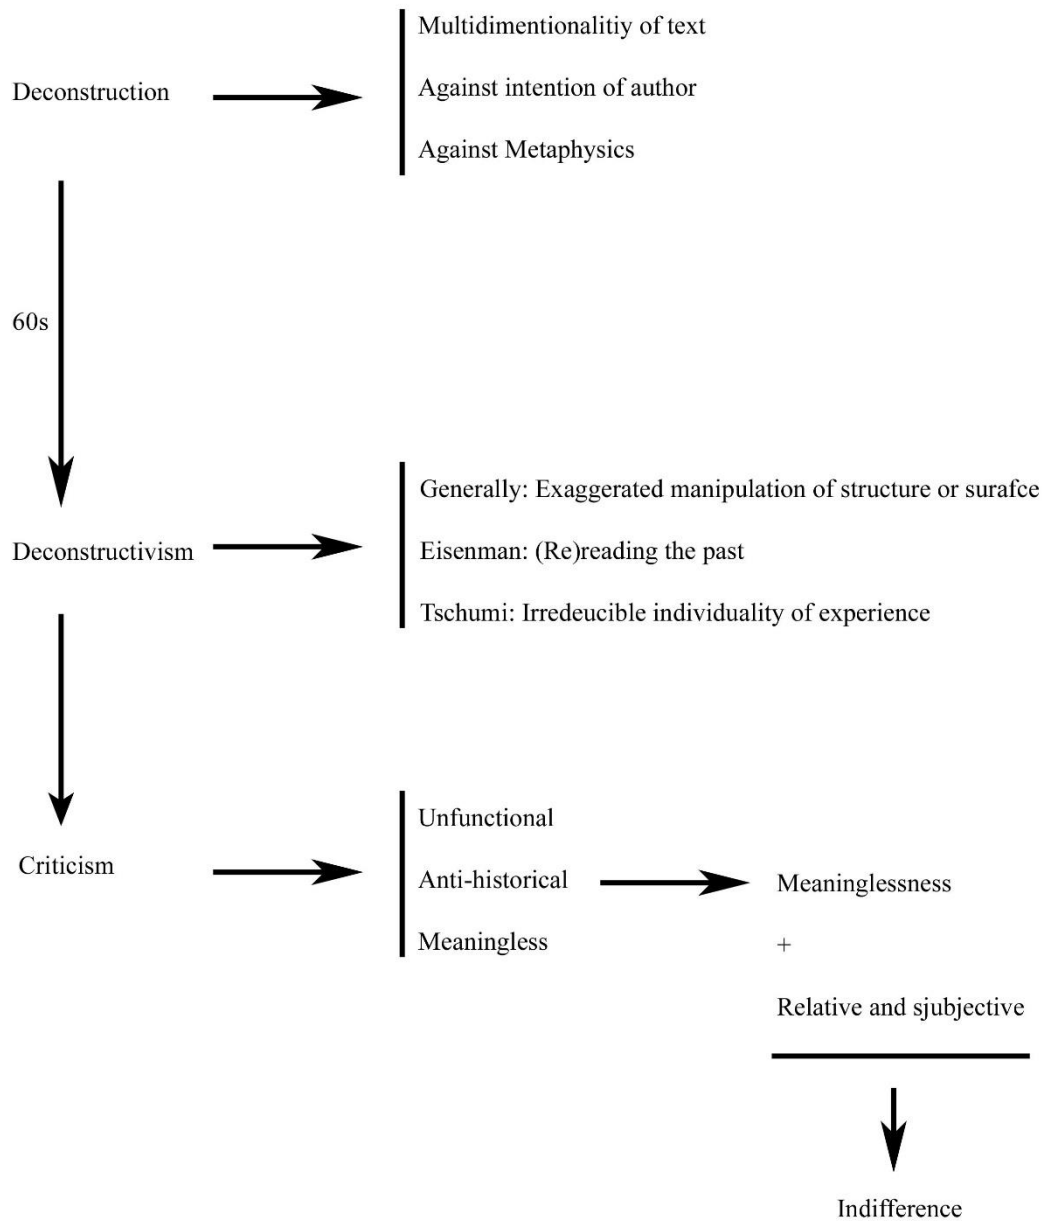 Multidimentionalitiy of text
Deconstruction
Against intention of author
Against Metaphysics
60s
Generally: Exaggerated manipulation of structure or surafce
Deconstructivism
Eisenman: (Re)reading the past
Tschumi: Irredeucible individuality of experience
Unfunctional
Criticism
Anti-historical
Meaninglessness
Meaningless
+
Relative and sjubjective
Indifference